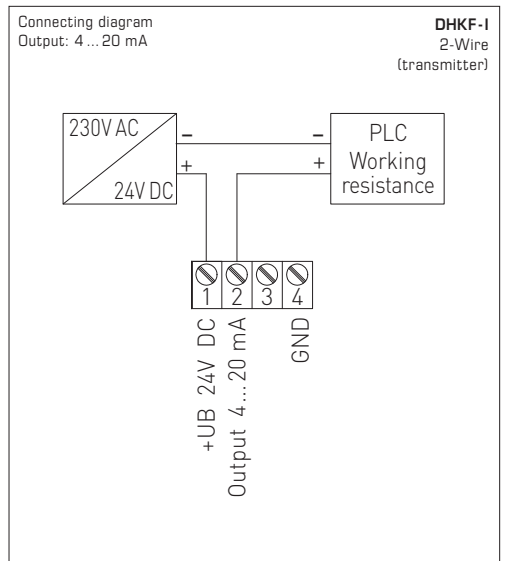 Connecting diagram
Output: 4 ... 20 mA
DHKF-I
2-Wire
(transmitter)
230V AC
24V DC
–
+
–
+
PLC
Working
resistance
1 2 3 4
+UB 24V DC
Output 4 ... 20 mA
GND